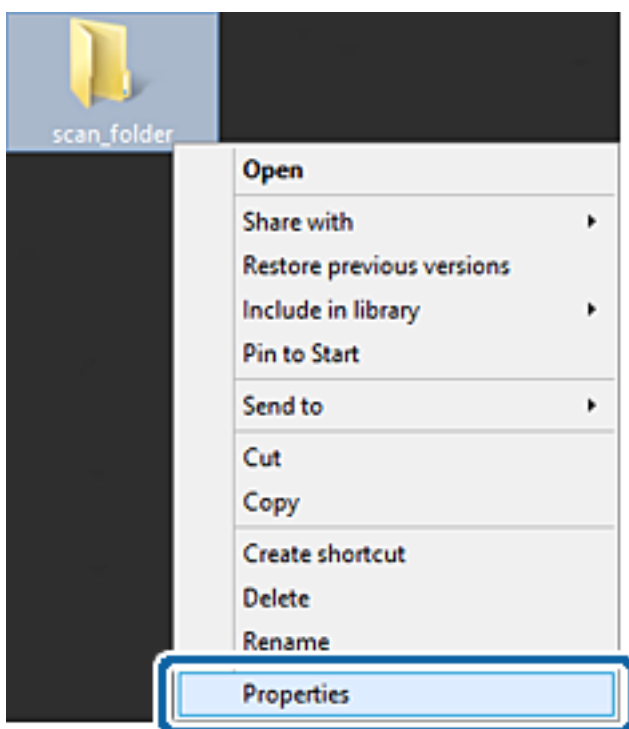 scan_folder
Open
Share with
Restore previous versions
Include in library
Pin to Start
Send to
Cut
Copy
Create shortcut
Delete
Rename
Properties